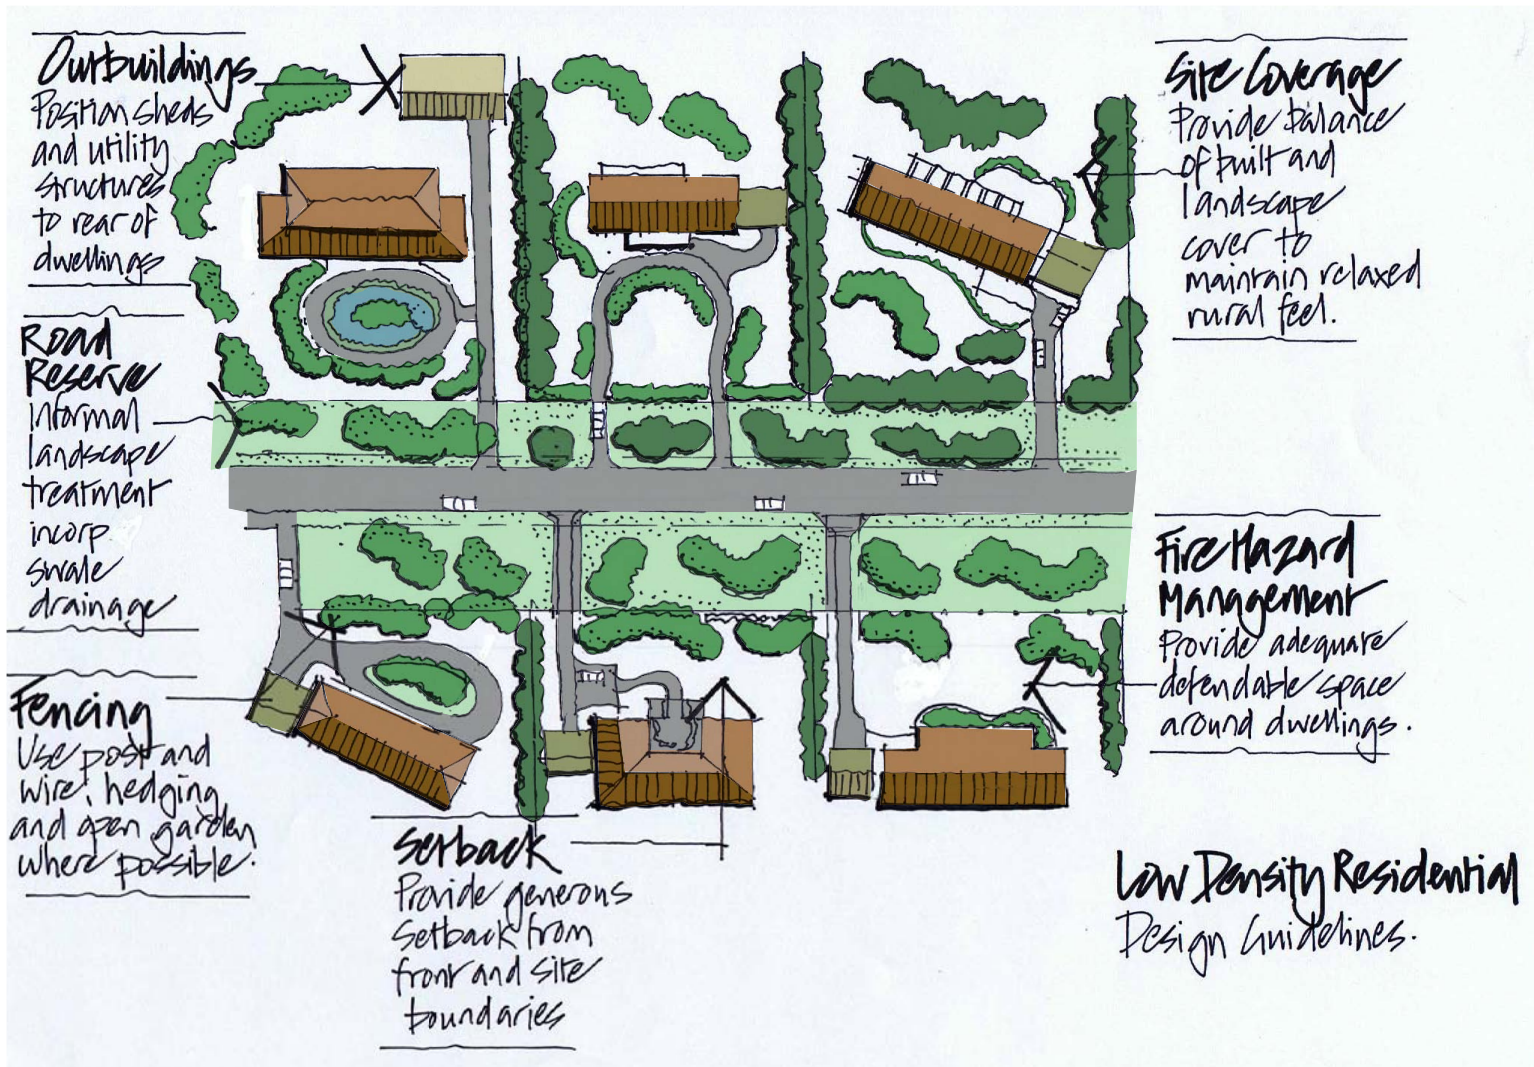 Outbuildings
Position sheds
and utility
structures
to rear of
dwellings
Road
Reserve
Informal
landscape
treatment
incorp
swale
drainage
Fencing
Use post and
wire, hedging
and open garden
where possible.
Setback
Provide generous
setback from
front and site
boundaries
Site Coverage
Provide balance
of built and
landscape
cover to
maintain relaxed
rural feel.
Fire Hazard
Management
Provide adequate
defendable space
around dwellings.
Low Density Residential
Design Guidelines.